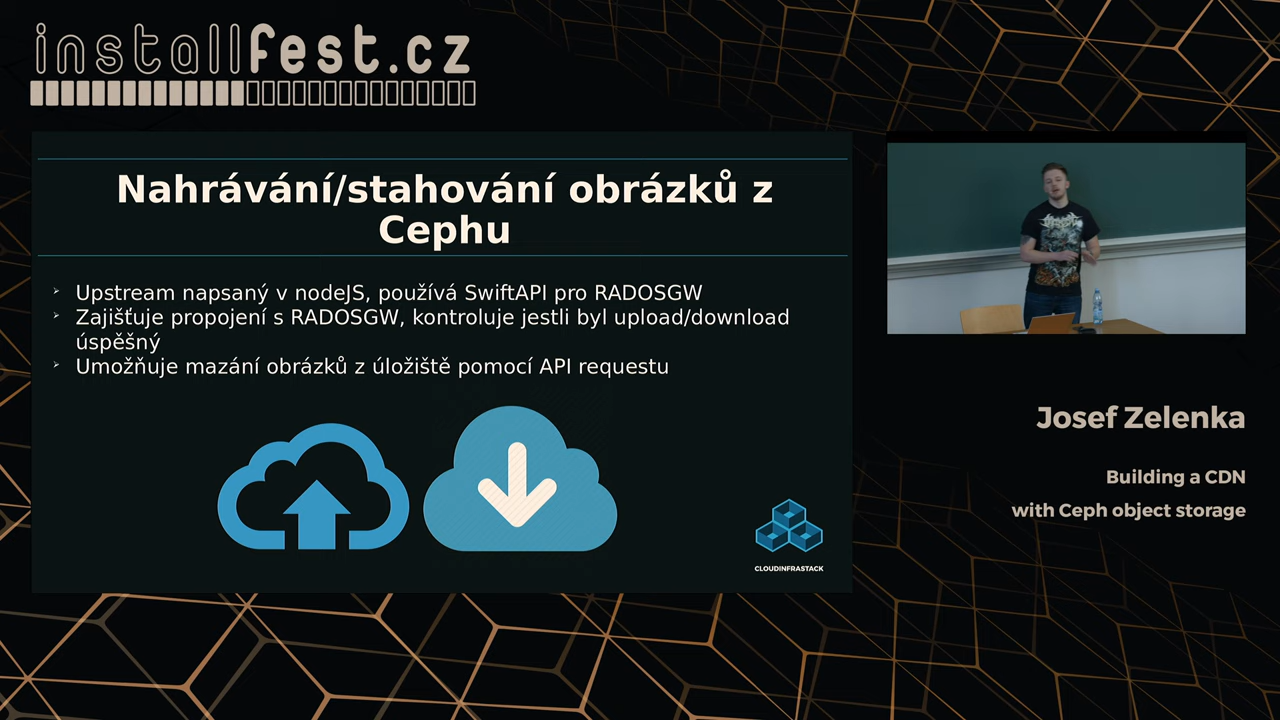 installfest.cz
Nahrávání/stahování obrázků z
Cephu
Upstream napsaný v nodeJS, používá SwiftAPI pro RADOSGW
Zajišťuje propojení s RADOSGW, kontroluje jestli byl upload/download
úspěšný
Umožňuje mazání obrázků z úložiště pomocí API requestu
CLOUDINFRASTACK
Josef Zelenka
Building a CDN
with Ceph object storage